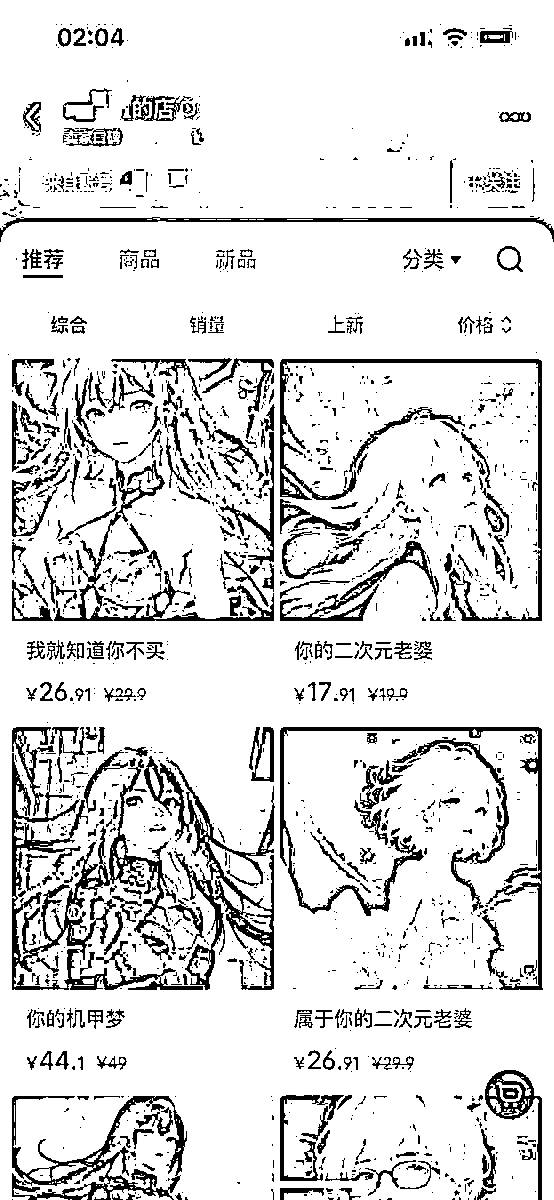 02:04
的店
推荐 商品 新品 分类
综合 销量 上新 价格
我就知道你不买
¥26.91 ¥29.9
你的二次元老婆
¥17.91 ¥19.9
你的机甲梦
¥44.1 ¥49
属于你的二次元老婆
¥26.91 ¥29.9